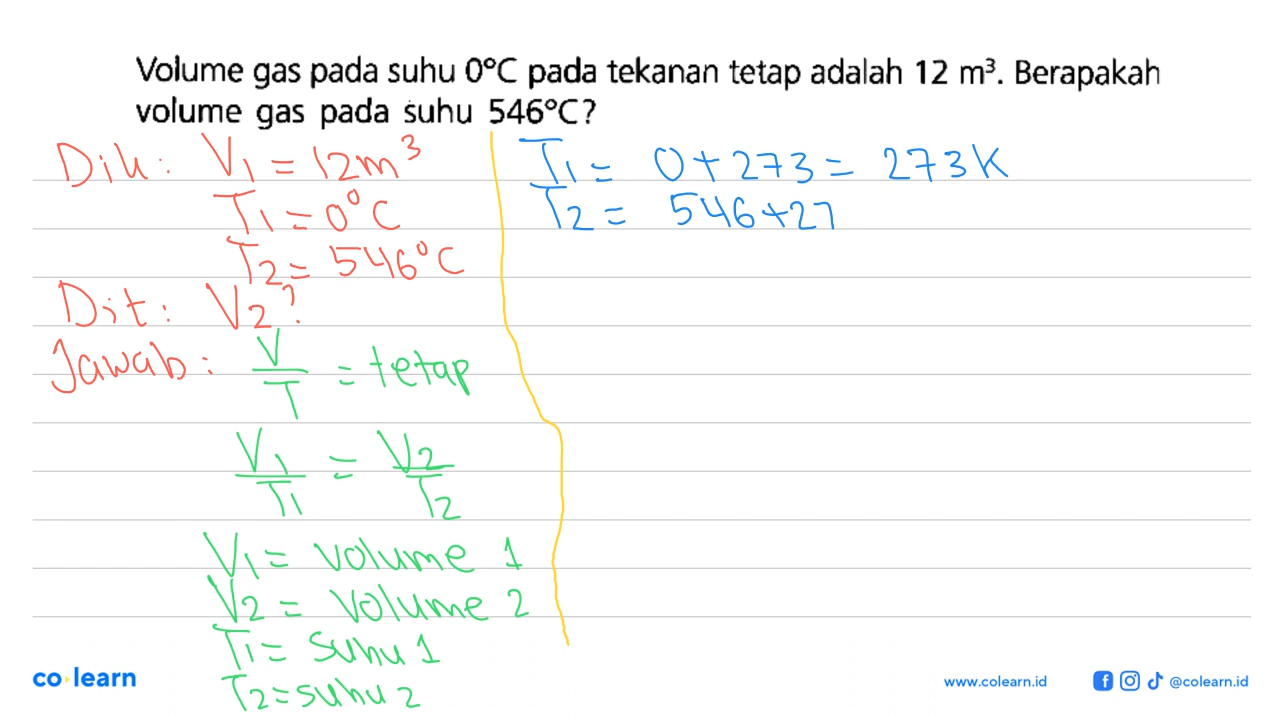 Volume gas pada suhu 0°C pada tekanan tetap adalah 12 m³. Berapakah
volume gas pada suhu 546°C?
Dik: V1 = 12m³
T1 = 0°C
T2 = 546°C
Dit: V2?
Jawab: V/T = tetap
V1/T1 = V2/T2
V1 = volume 1
V2 = volume 2
T1 = suhu 1
T2 = suhu 2
T1 = 0 + 273 = 273 K
T2 = 546 + 27
co learn
www.colearn.id
@colearn.id